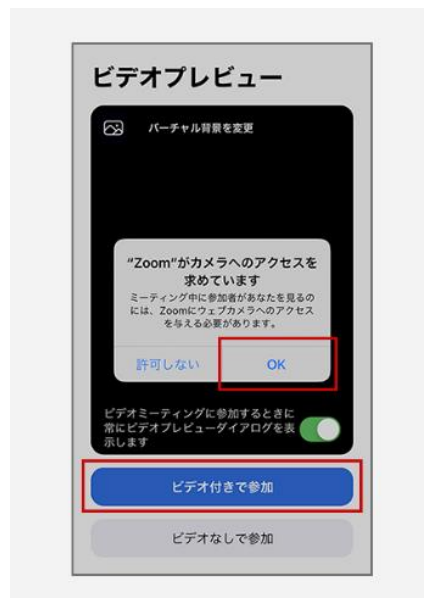 ビデオプレビュー
バーチャル背景を変更
“Zoom”がカメラへのアクセスを
求めています
ミーティング中に参加者があなたを見るの
には、Zoomにウェブカメラへのアクセス
を与える必要があります。
許可しない OK
ビデオミーティングに参加するときに
常にビデオプレビューダイアログを表
示します
ビデオ付きで参加
ビデオなしで参加